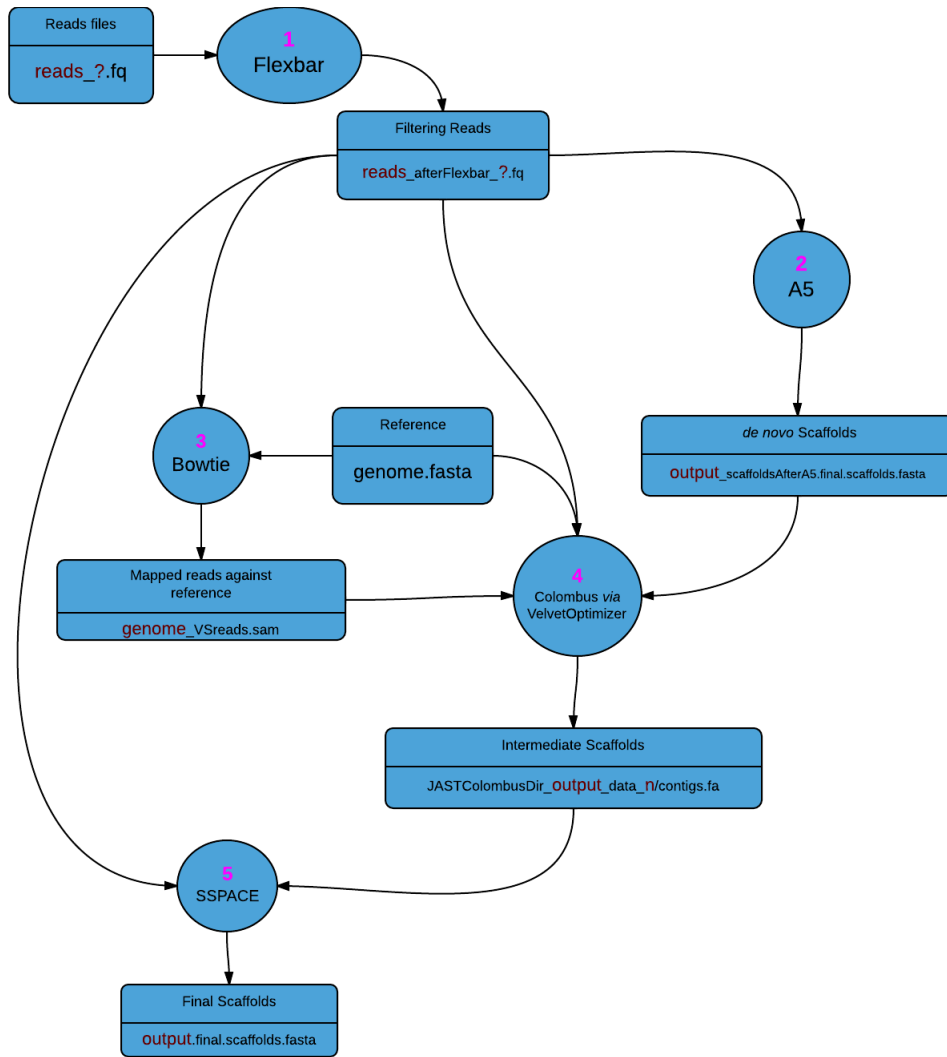 Reads files
reads_?.fq
1
Flexbar
Filtering Reads
reads_afterFlexbar_?.fq
2
A5
3
Bowtie
Reference
genome.fasta
de novo Scaffolds
output_scaffoldsAfterA5.final.scaffolds.fasta
Mapped reads against
reference
genome_VSreads.sam
4
Colombus via
VelvetOptimizer
Intermediate Scaffolds
JASTColombusDir_output_data_n/contigs.fa
5
SSPACE
Final Scaffolds
output.final.scaffolds.fasta